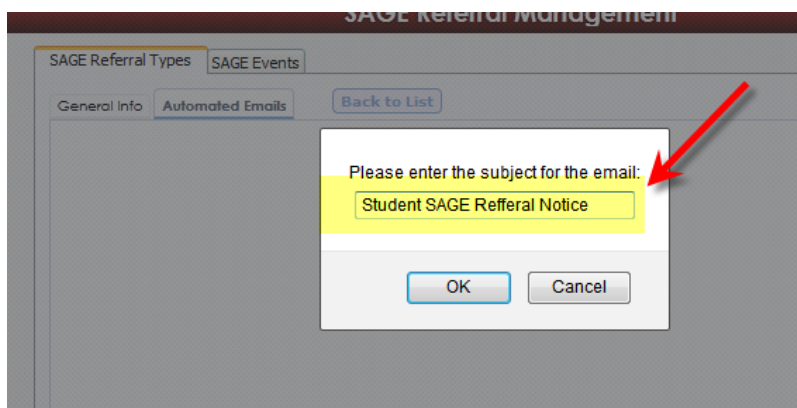 SAGE Referral Management
SAGE Referral Types SAGE Events
General Info Automated Emails Back to List
Please enter the subject for the email:
Student SAGE Refferal Notice
OK Cancel